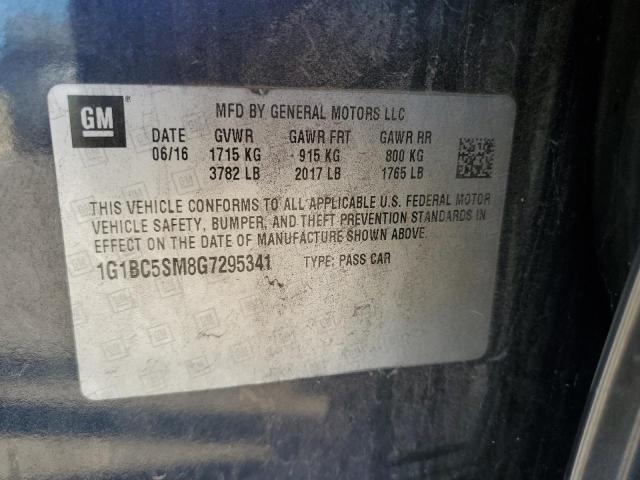 GM ®
MFD BY GENERAL MOTORS LLC
DATE GVWR GAWR FRT GAWR RR
06/16 1715 KG 915 KG 800 KG
3782 LB 2017 LB 1765 LB
THIS VEHICLE CONFORMS TO ALL APPLICABLE U.S. FEDERAL MOTOR
VEHICLE SAFETY, BUMPER, AND THEFT PREVENTION STANDARDS IN
EFFECT ON THE DATE OF MANUFACTURE SHOWN ABOVE.
1G1BC5SM8G7295341 TYPE: PASS CAR